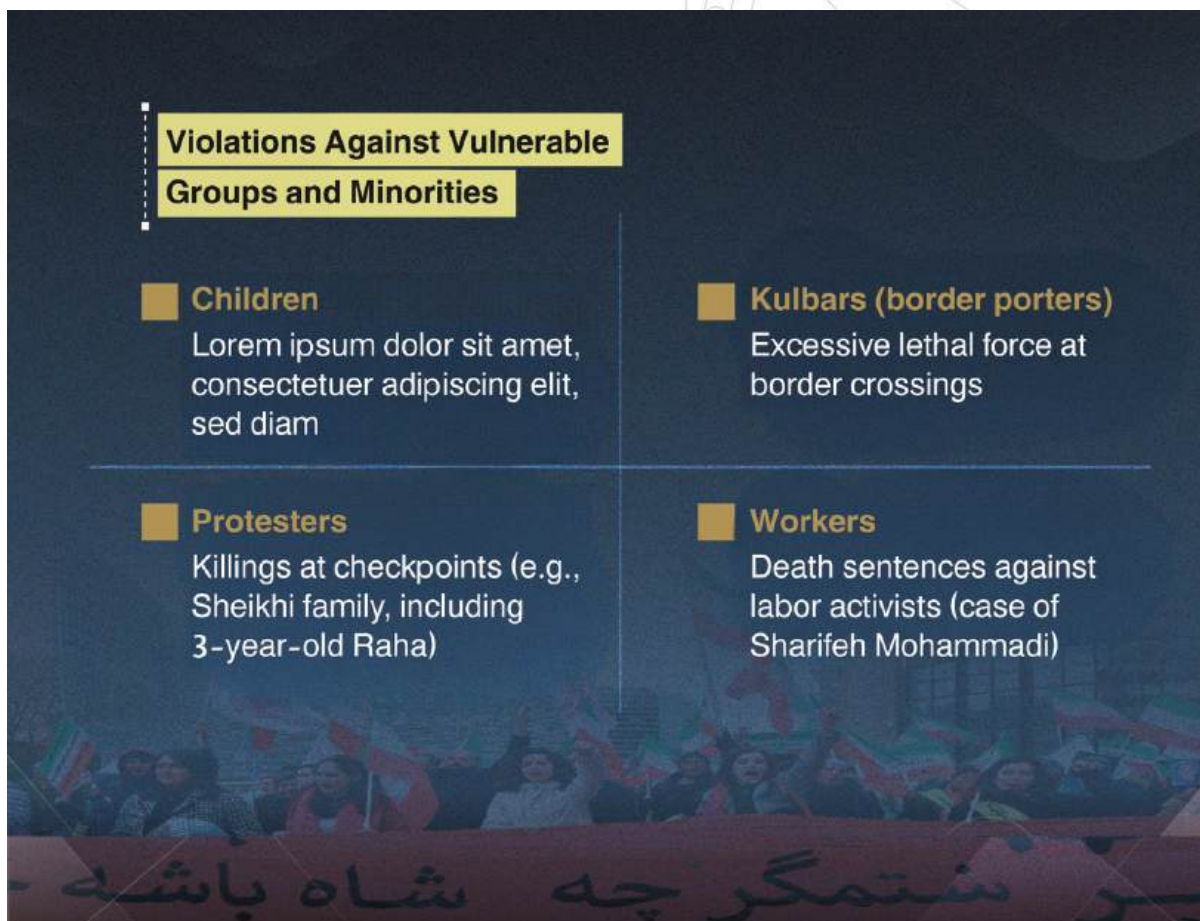 Violations Against Vulnerable
Groups and Minorities
Children
Lorem ipsum dolor sit amet,
consectetuer adipiscing elit,
sed diam
Kulbars (border porters)
Excessive lethal force at
border crossings
Protesters
Killings at checkpoints (e.g.,
Sheikhi family, including
3-year-old Raha)
Workers
Death sentences against
labor activists (case of
Sharifeh Mohammadi)
ستمگر چه شاه باشه